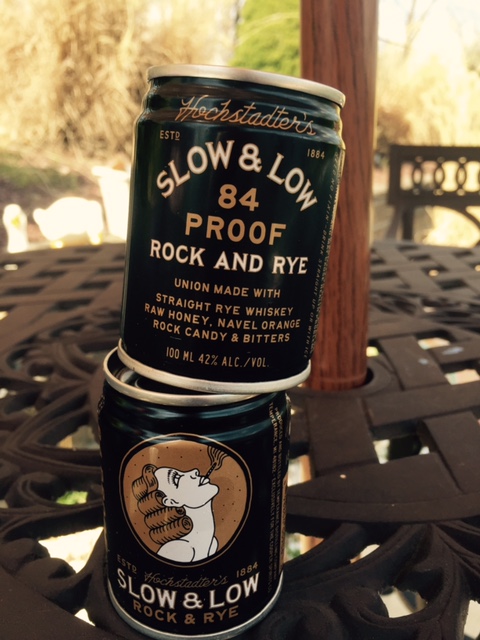 Hochstadter's
ESTD 1884
SLOW & LOW
84
PROOF
ROCK AND RYE
UNION MADE WITH
STRAIGHT RYE WHISKEY
RAW HONEY, NAVEL ORANGE
ROCK CANDY & BITTERS
100 ML 42% ALC./VOL.
ESTD Hochstadter's 1884
SLOW & LOW
ROCK & RYE